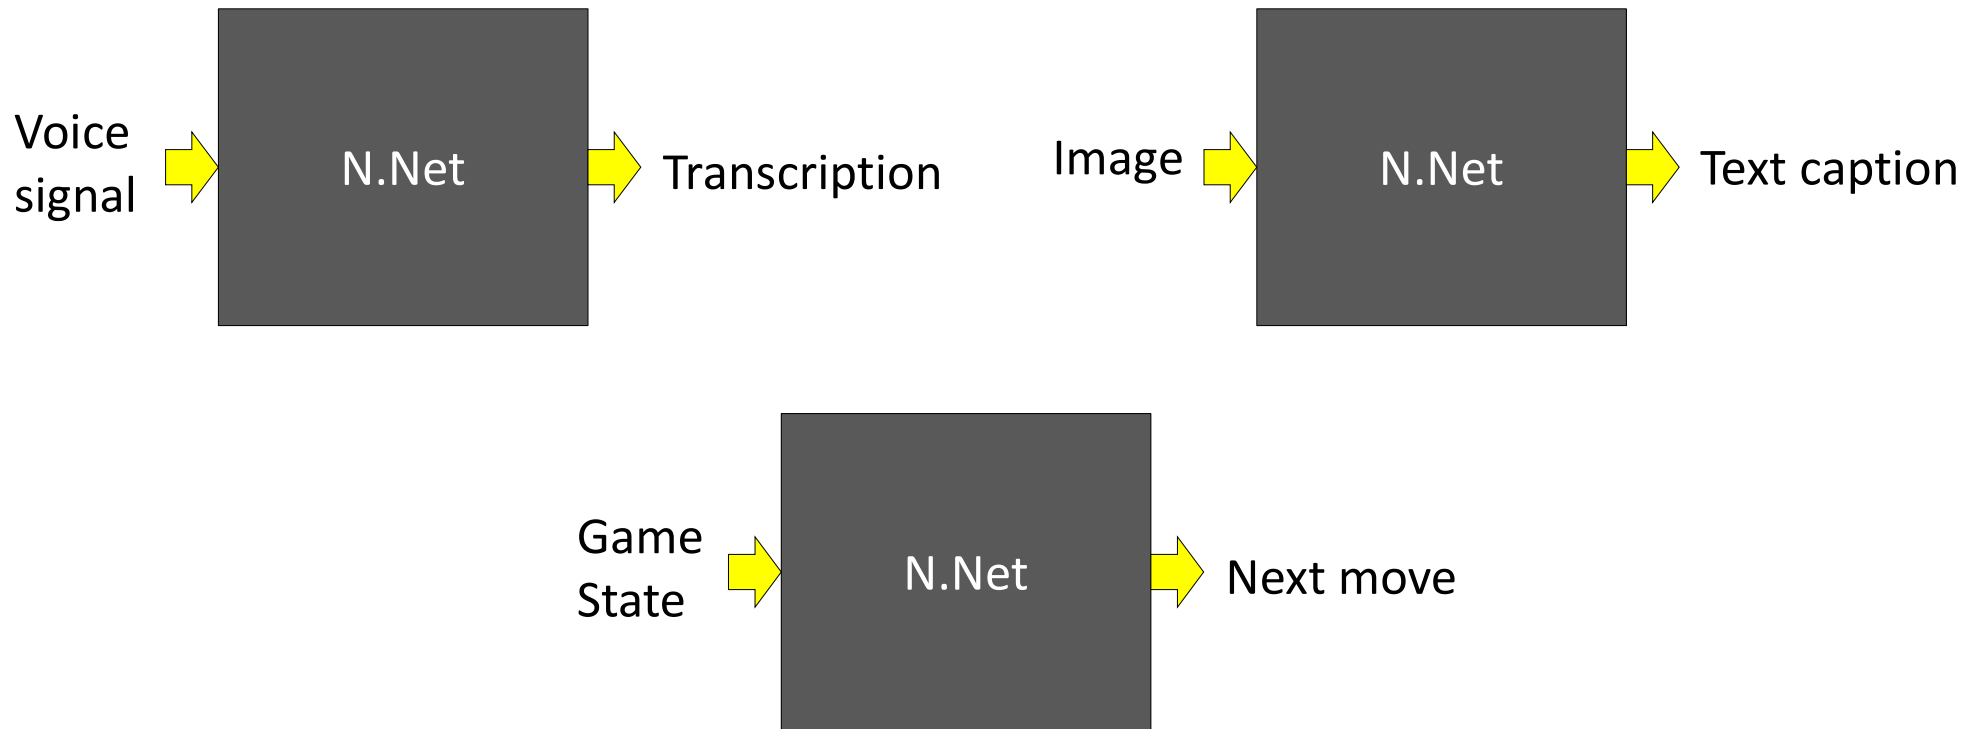 Voice
signal
N.Net
Transcription
Image
N.Net
Text caption
Game
State
N.Net
Next move